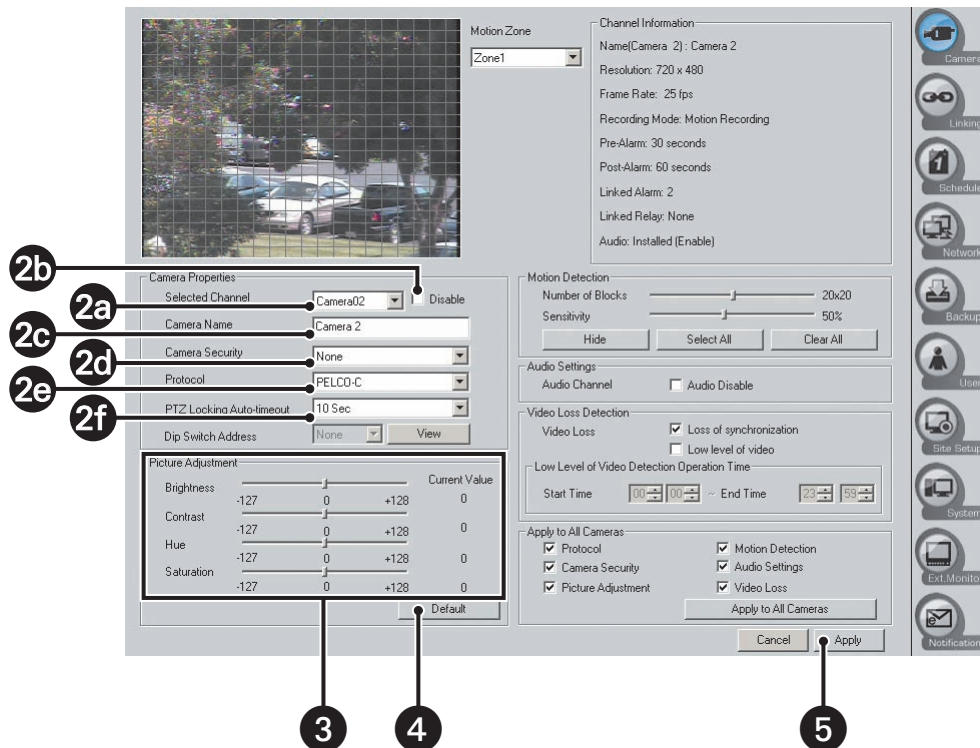 Motion Zone
Zone1
Channel Information
Name(Camera 2) : Camera 2
Resolution: 720 x 480
Frame Rate: 25 fps
Recording Mode: Motion Recording
Pre-Alarm: 30 seconds
Post-Alarm: 60 seconds
Linked Alarm: 2
Linked Relay: None
Audio: Installed (Enable)
2b
2a
2c
2d
2e
2f
Camera Properties
Selected Channel Camera02 Disable
Camera Name Camera 2
Camera Security None
Protocol PELCO-C
PTZ Locking Auto-timeout 10 Sec
Dip Switch Address None View
Picture Adjustment Current Value
Brightness
-127 0 +128 0
Contrast
-127 0 +128 0
Hue
-127 0 +128 0
Saturation
-127 0 +128 0
Default
Motion Detection
Number of Blocks 20x20
Sensitivity 50%
Hide Select All Clear All
Audio Settings
Audio Channel Audio Disable
Video Loss Detection
Video Loss Loss of synchronization
Low level of video
Low Level of Video Detection Operation Time
Start Time 00 00 ~ End Time 23 59
Apply to All Cameras
Protocol Motion Detection
Camera Security Audio Settings
Picture Adjustment Video Loss
Apply to All Cameras
Cancel Apply
Camera
Linking
1
Schedule
Network
Backup
User
Site Setup
System
Ext.Monitor
e
Notification
3
4
5